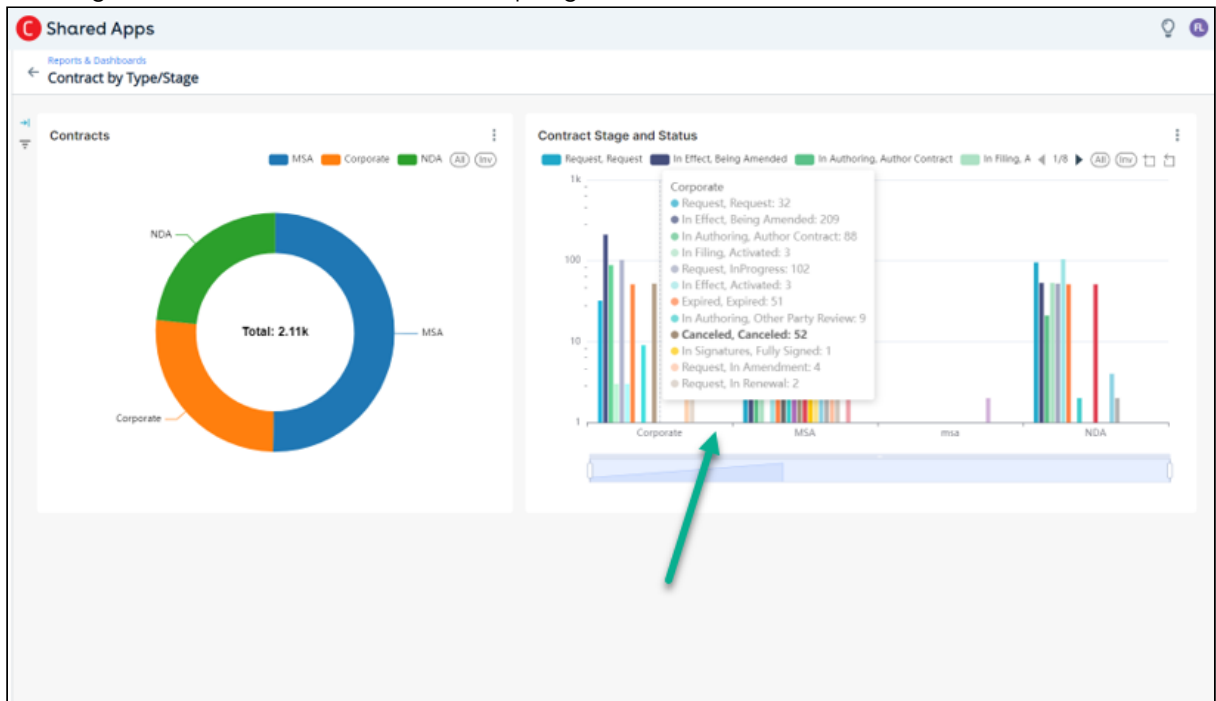 C Shared Apps
FL
Reports & Dashboards
Contract by Type/Stage
Contracts
MSA Corporate NDA All Inv
NDA
Total: 2.11k
MSA
Corporate
Contract Stage and Status
Request, Request In Effect, Being Amended In Authoring, Author Contract In Filing, A 1/8 All Inv
1k
100
10
1
Corporate
Request, Request: 32
In Effect, Being Amended: 209
In Authoring, Author Contract: 88
In Filing, Activated: 3
Request, InProgress: 102
In Effect, Activated: 3
Expired, Expired: 51
In Authoring, Other Party Review: 9
Canceled, Canceled: 52
In Signatures, Fully Signed: 1
Request, In Amendment: 4
Request, In Renewal: 2
Corporate MSA msa NDA